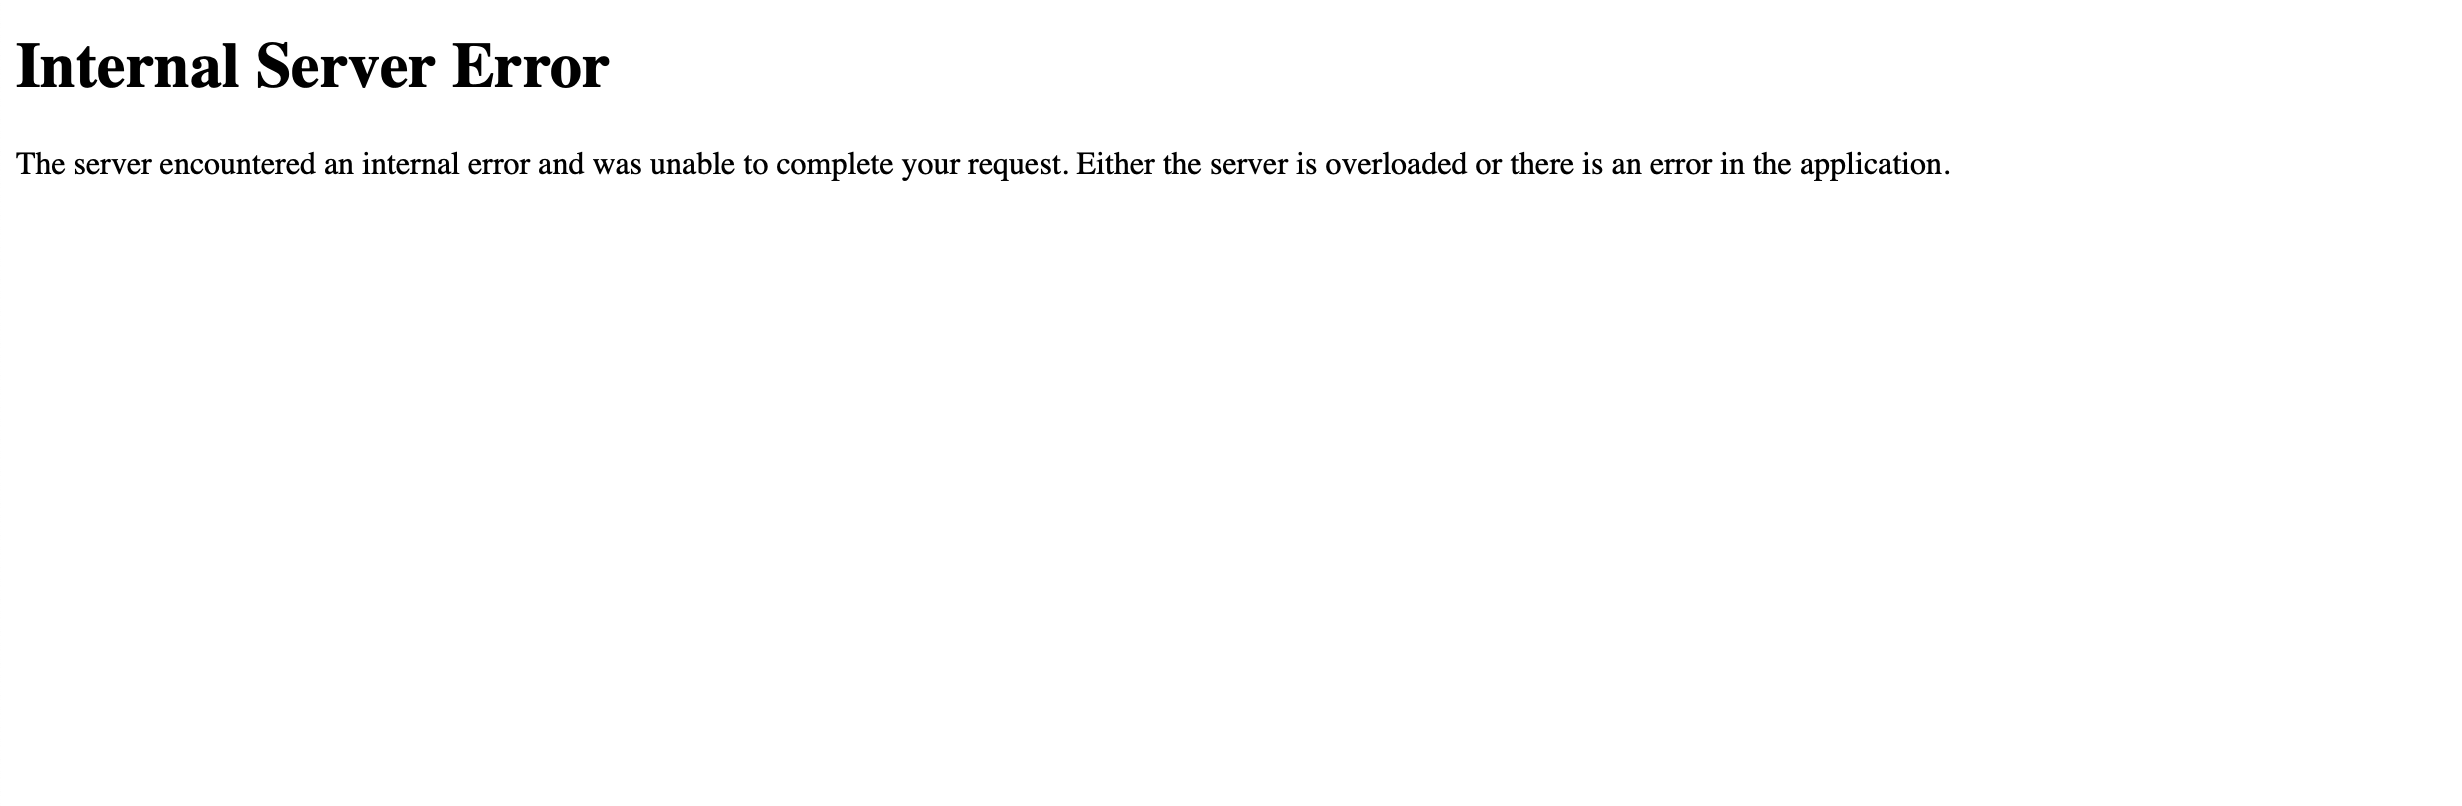 Internal Server Error
The server encountered an internal error and was unable to complete your request. Either the server is overloaded or there is an error in the application.